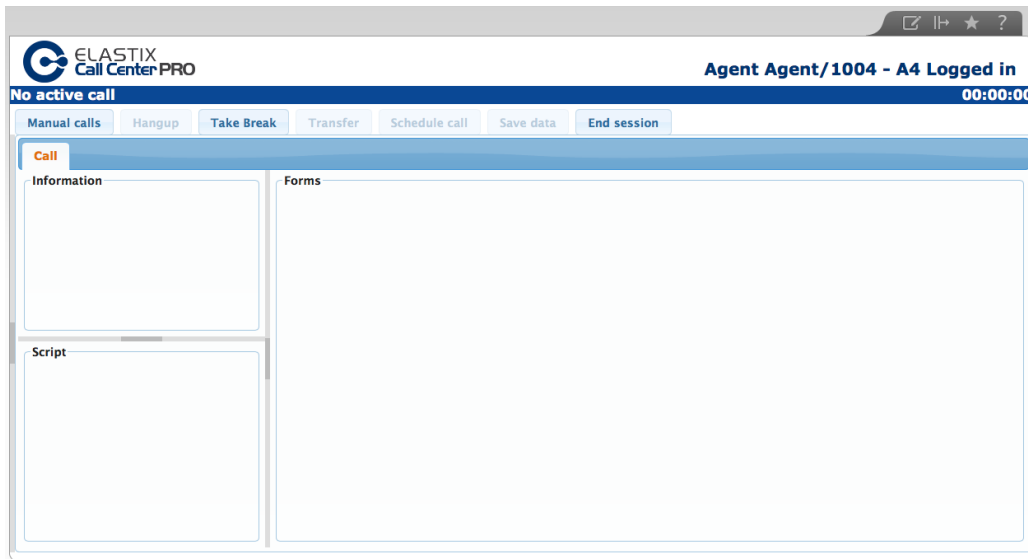 ELASTIX
Call Center PRO
Agent Agent/1004 - A4 Logged in
No active call 00:00:00
Manual calls Hangup Take Break Transfer Schedule call Save data End session
Call
Information Forms
Script